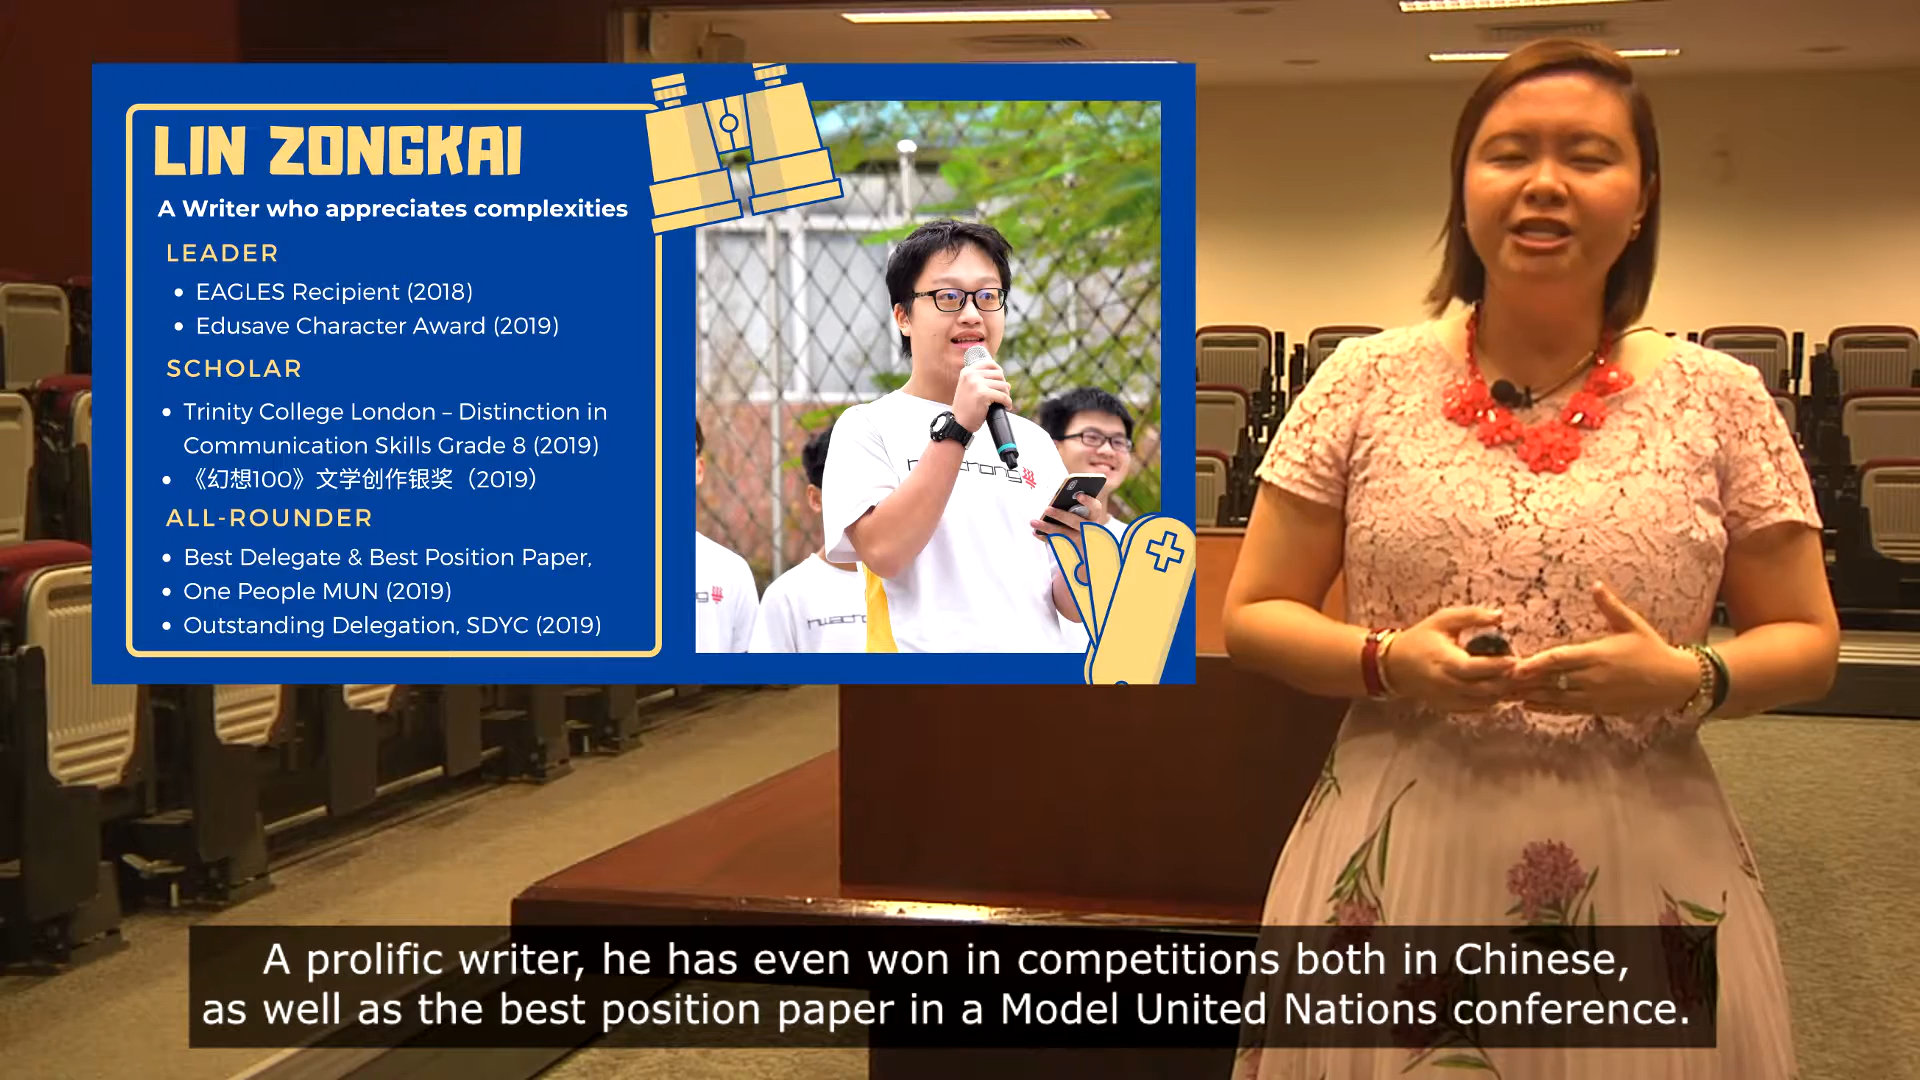 LIN ZONGKAI
A Writer who appreciates complexities
LEADER
• EAGLES Recipient (2018)
• Edusave Character Award (2019)
SCHOLAR
• Trinity College London – Distinction in
Communication Skills Grade 8 (2019)
• 《幻想100》文学创作银奖（2019）
ALL-ROUNDER
• Best Delegate & Best Position Paper,
• One People MUN (2019)
• Outstanding Delegation, SDYC (2019)
hwachong
A prolific writer, he has even won in competitions both in Chinese,
as well as the best position paper in a Model United Nations conference.